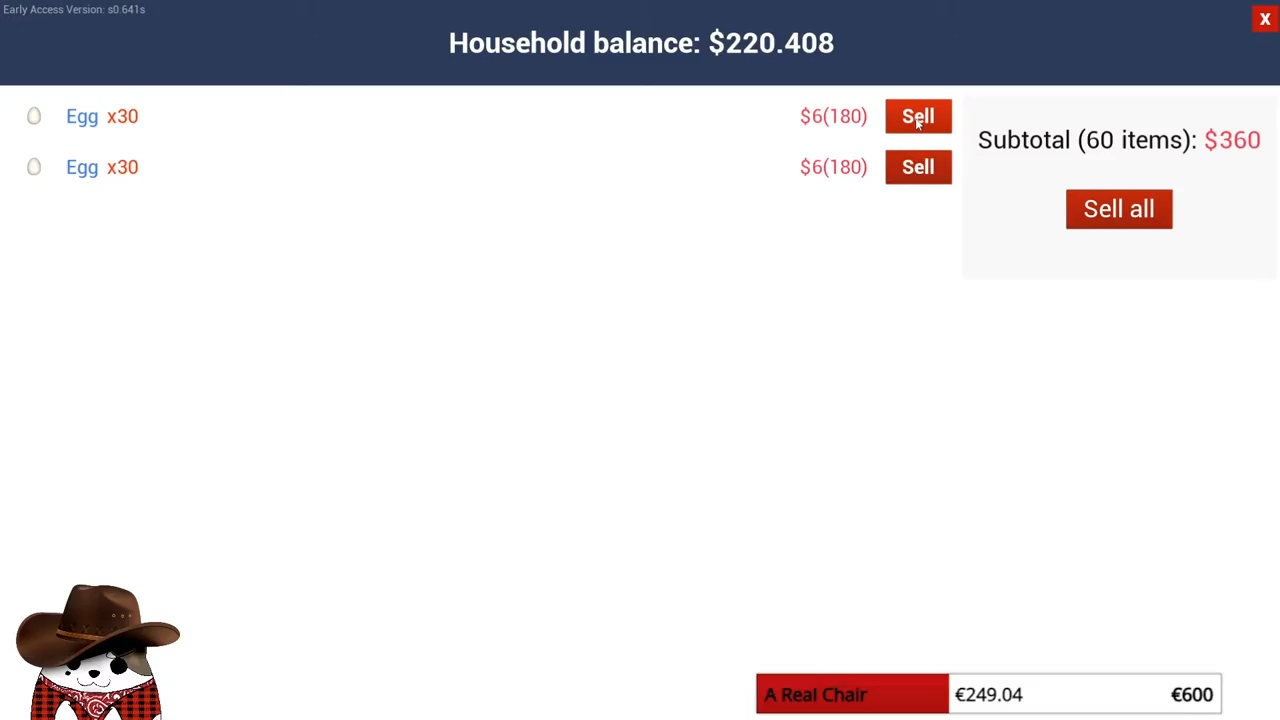 Early Access Version: s0.641s
X
Household balance: $220.408
Egg x30 $6(180) Sell
Egg x30 $6(180) Sell
Subtotal (60 items): $360
Sell all
A Real Chair €249.04 €600